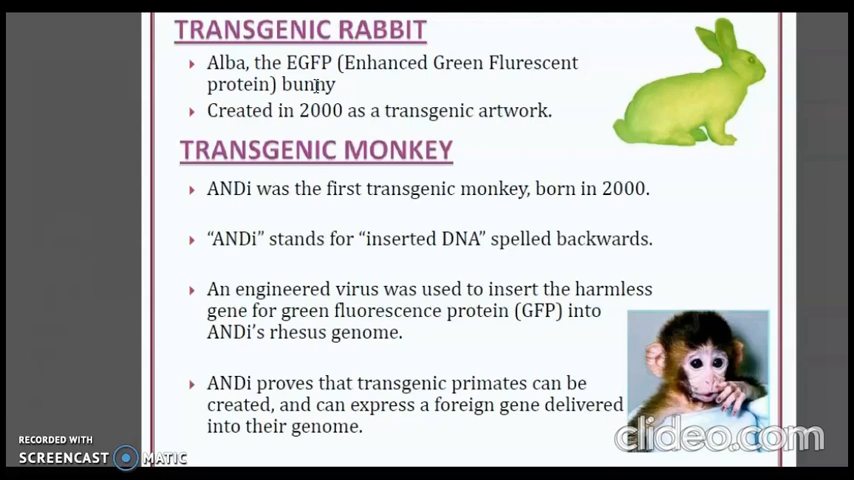 TRANSGENIC RABBIT
Alba, the EGFP (Enhanced Green Flurescent
protein) bunny
Created in 2000 as a transgenic artwork.
TRANSGENIC MONKEY
ANDi was the first transgenic monkey, born in 2000.
“ANDi” stands for “inserted DNA” spelled backwards.
An engineered virus was used to insert the harmless
gene for green fluorescence protein (GFP) into
ANDi’s rhesus genome.
ANDi proves that transgenic primates can be
created, and can express a foreign gene delivered
into their genome.
clideo.com
RECORDED WITH
SCREENCAST MATIC